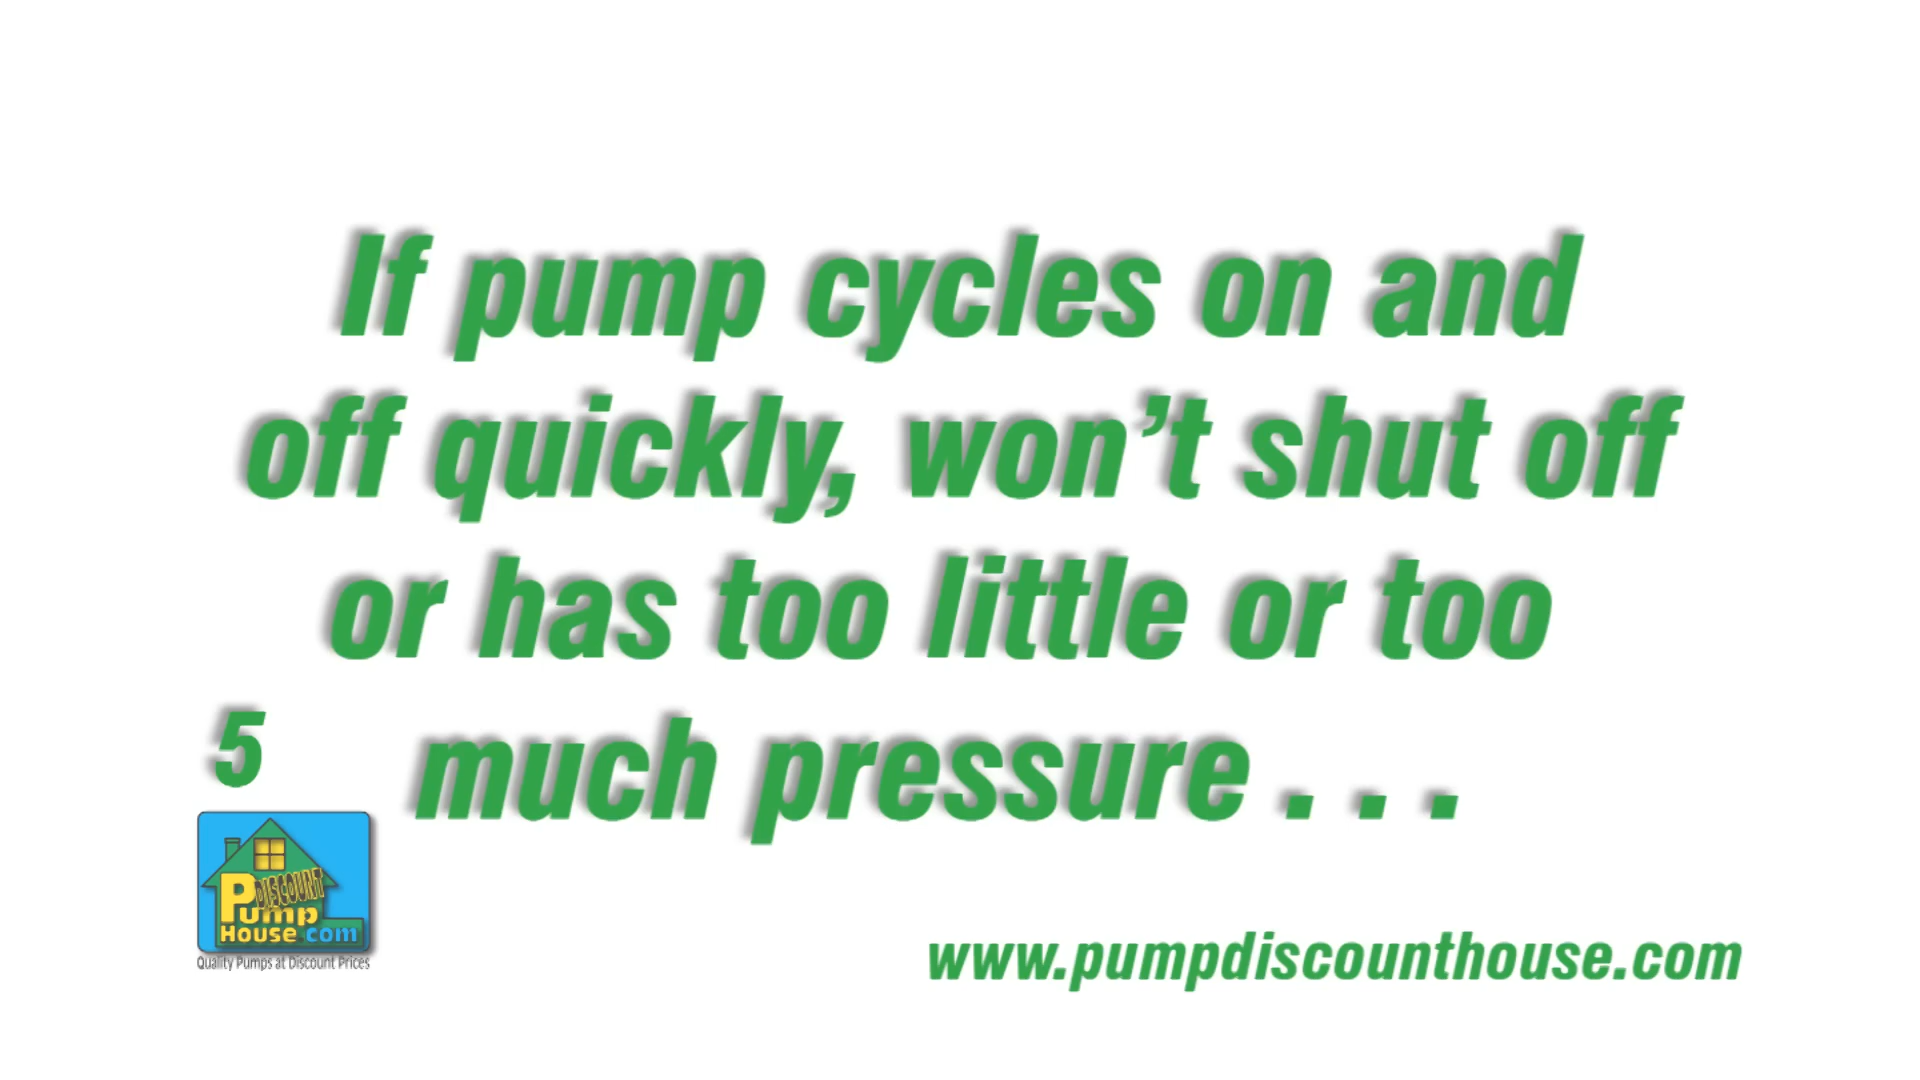 If pump cycles on and
off quickly, won’t shut off
or has too little or too
much pressure . . .
5
DISCOUNT
Pump
House.com
Quality Pumps at Discount Prices
www.pumpdiscounthouse.com